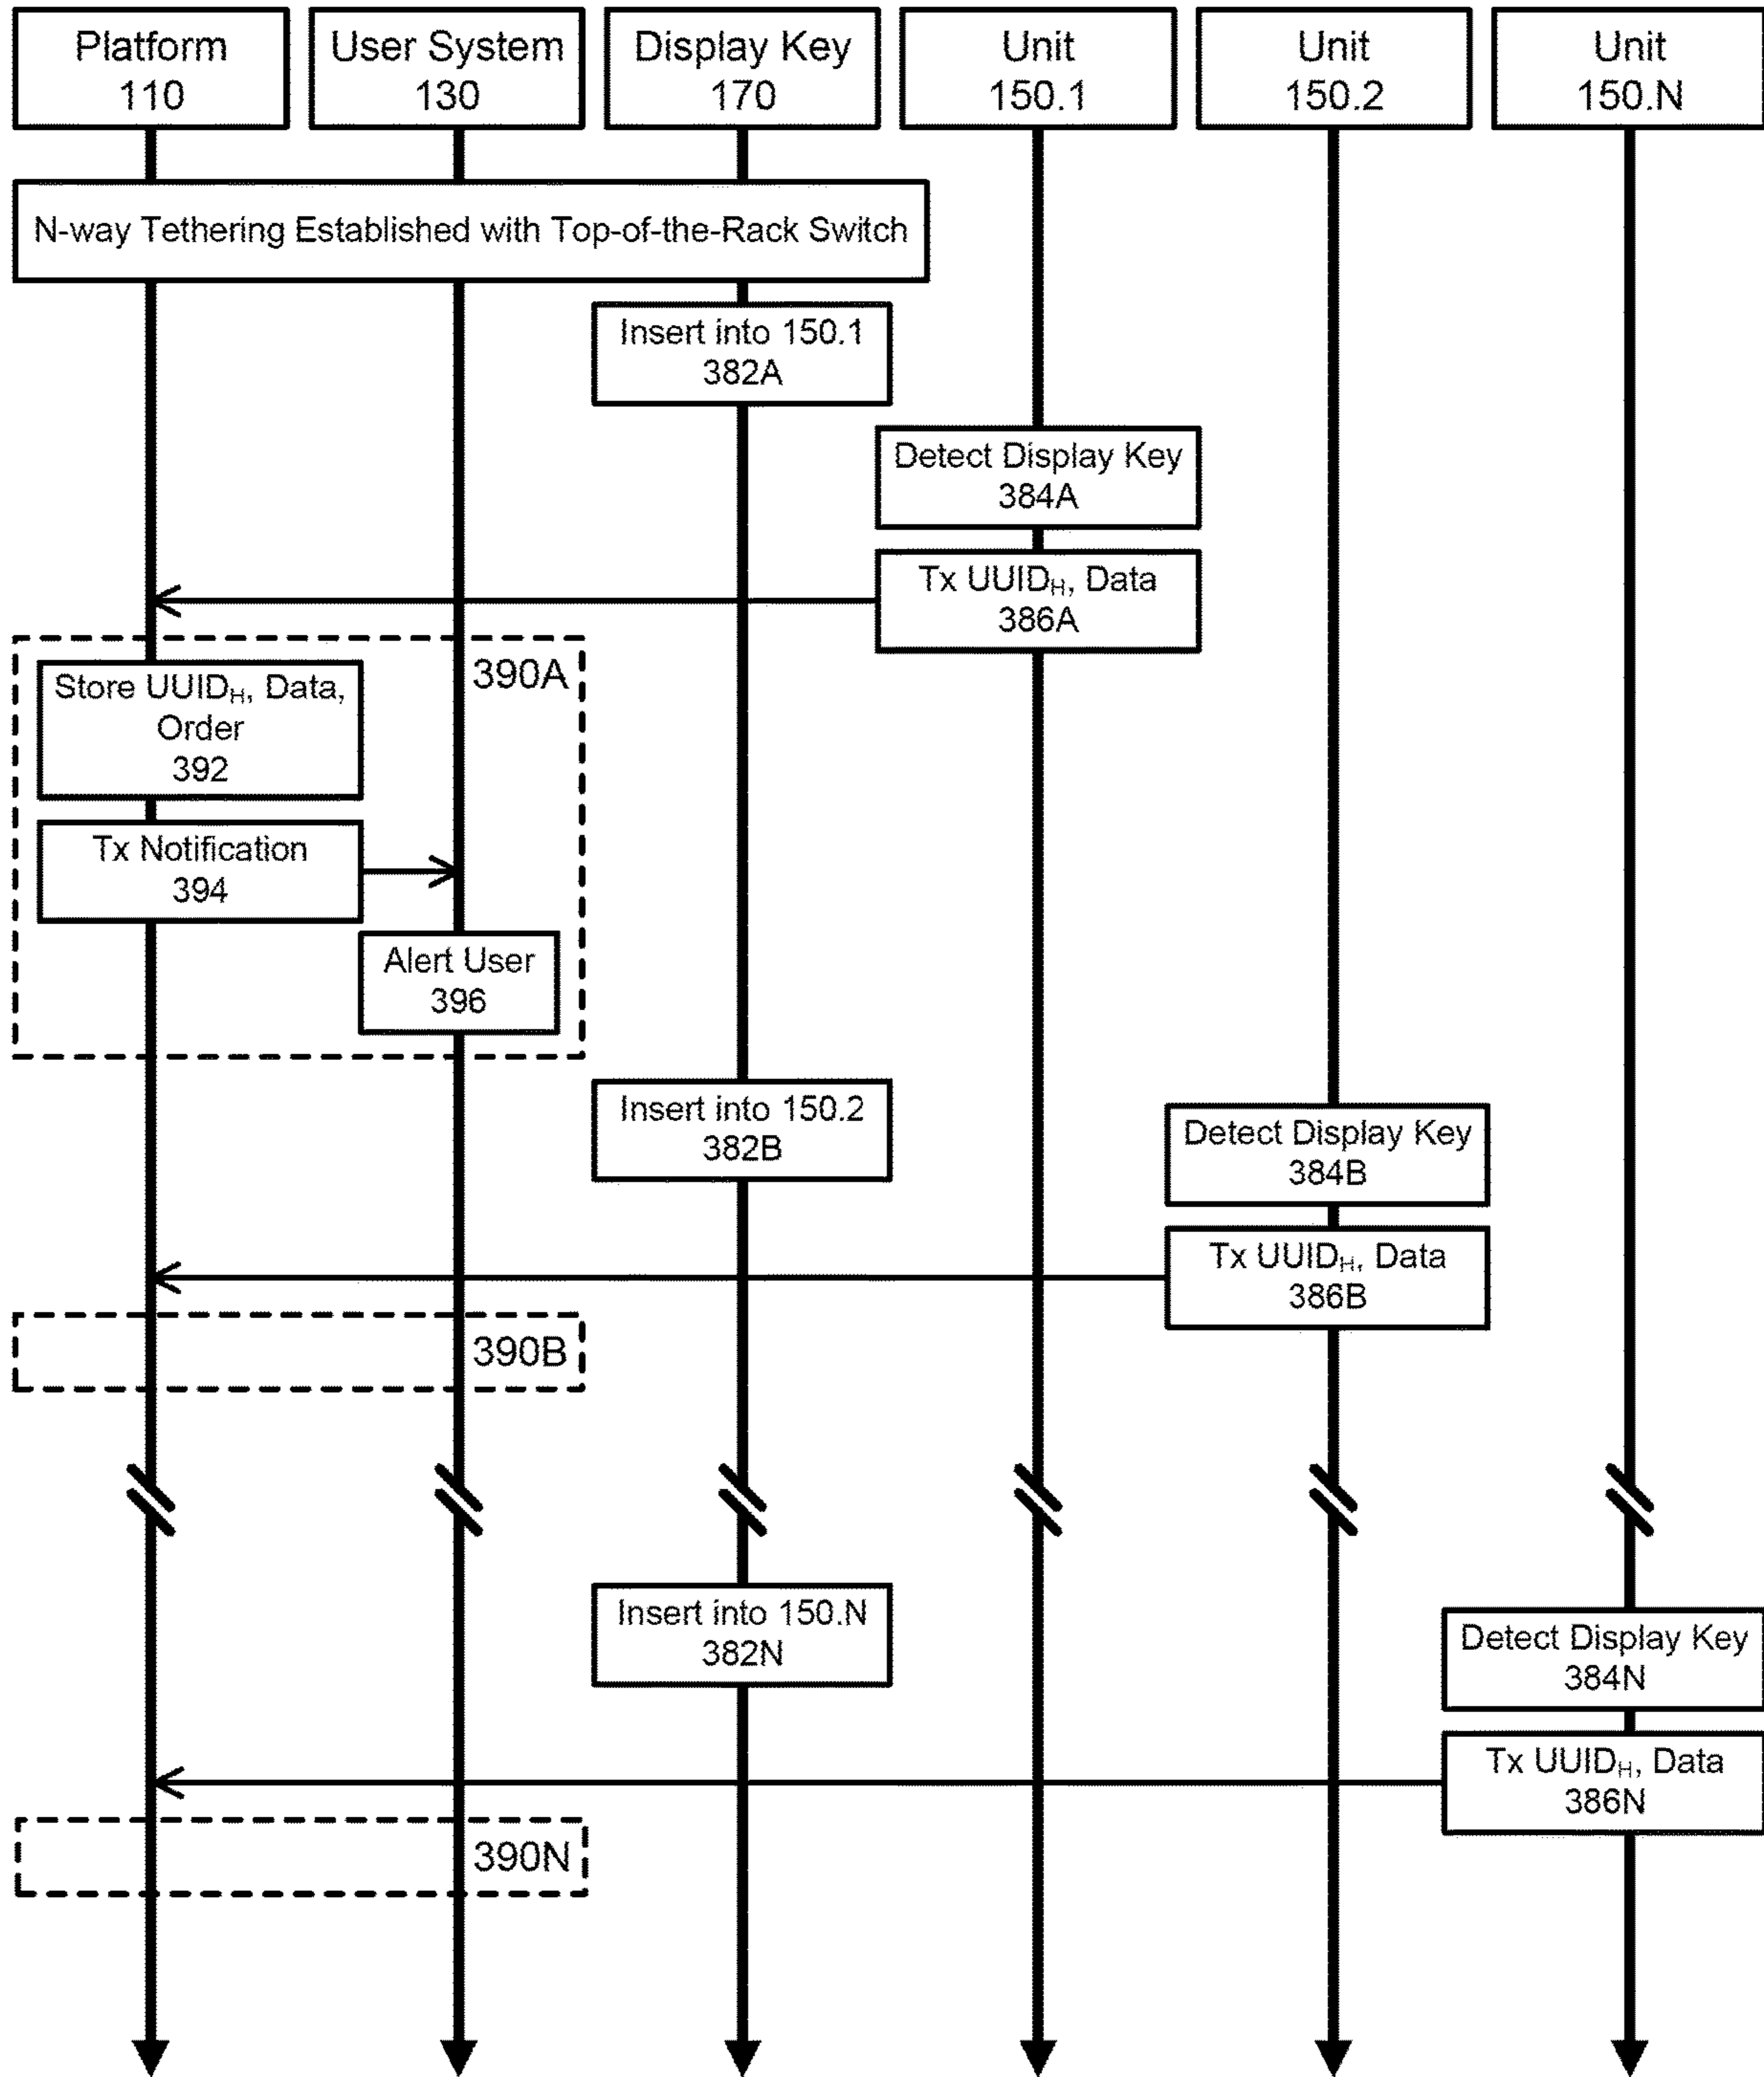 Platform
110
User System
130
Display Key
170
Unit
150.1
Unit
150.2
Unit
150.N
N-way Tethering Established with Top-of-the-Rack Switch
Insert into 150.1
382A
Detect Display Key
384A
Tx UUIDH, Data
386A
390A
Store UUIDH, Data,
Order
392
Tx Notification
394
Alert User
396
Insert into 150.2
382B
Detect Display Key
384B
Tx UUIDH, Data
386B
390B
Insert into 150.N
382N
Detect Display Key
384N
Tx UUIDH, Data
386N
390N